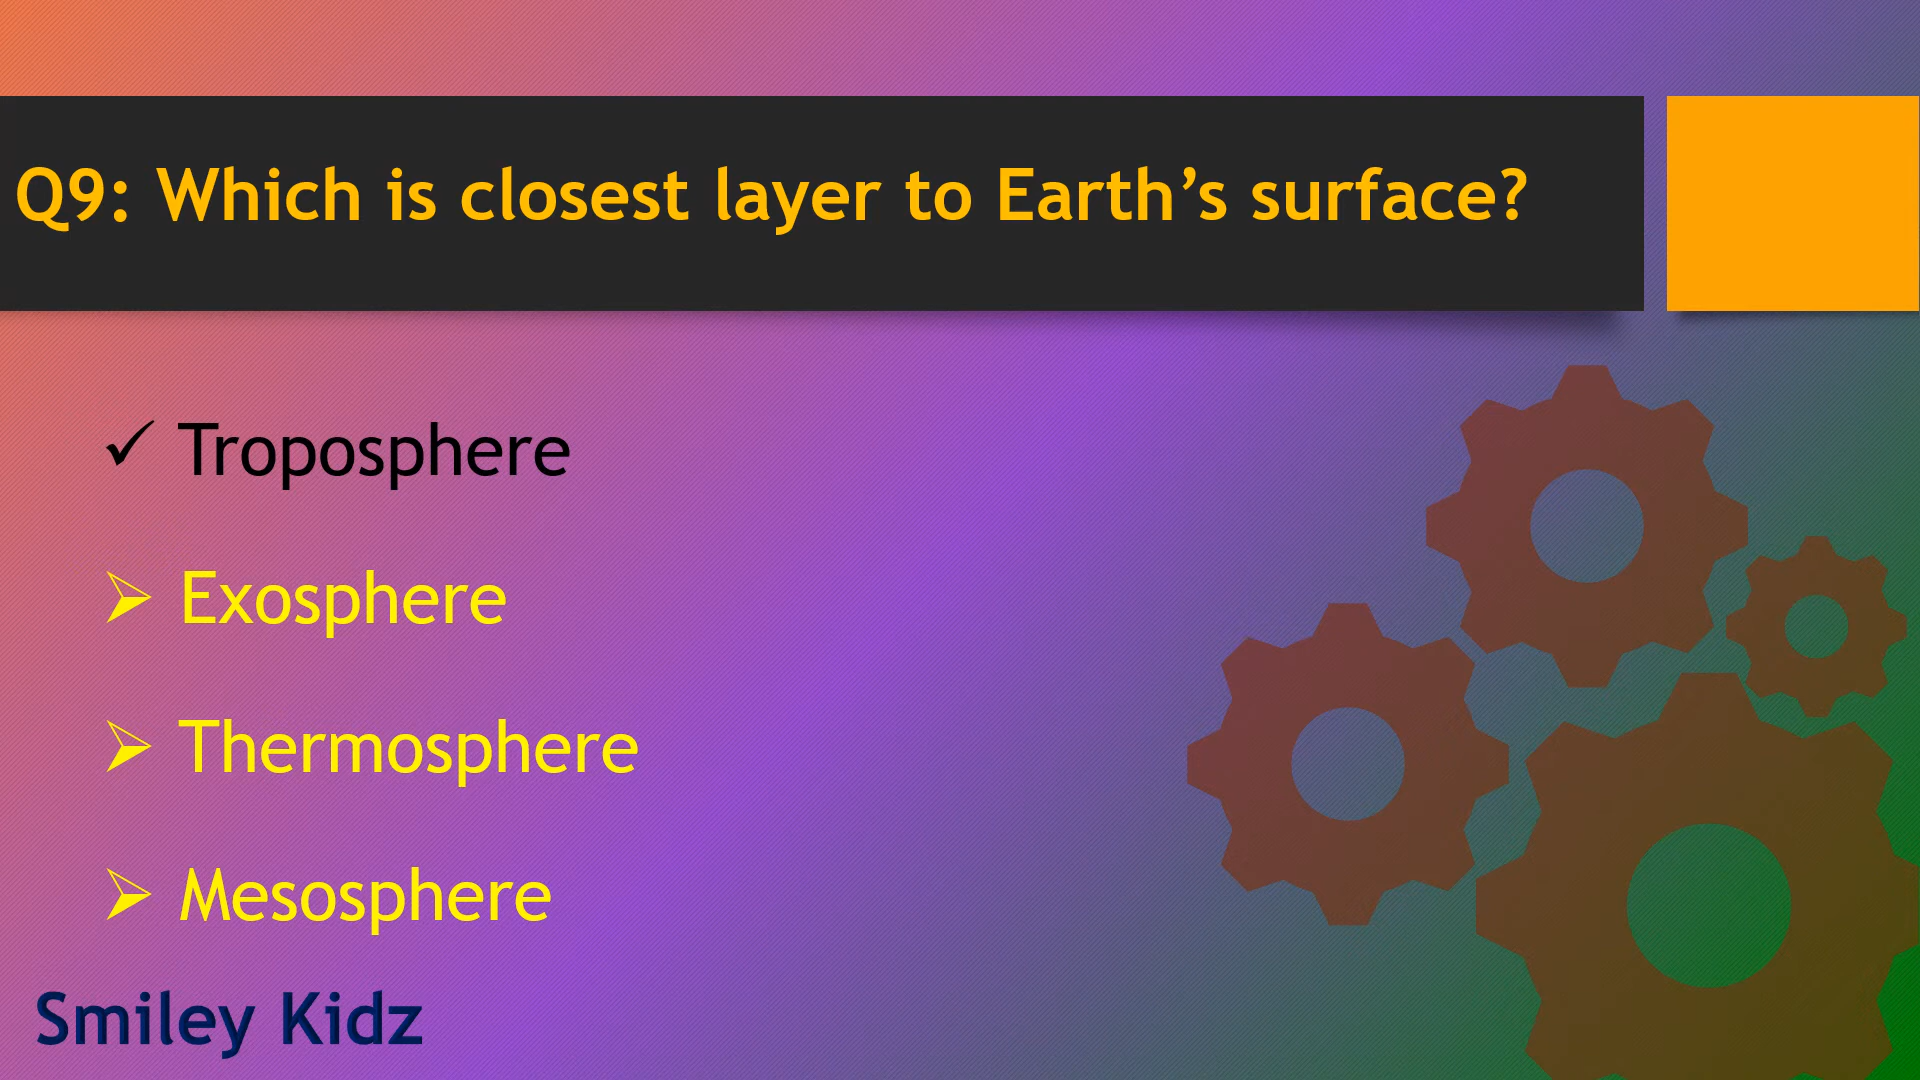 Q9: Which is closest layer to Earth’s surface?
✓ Troposphere
➢ Exosphere
➢ Thermosphere
➢ Mesosphere
Smiley Kidz